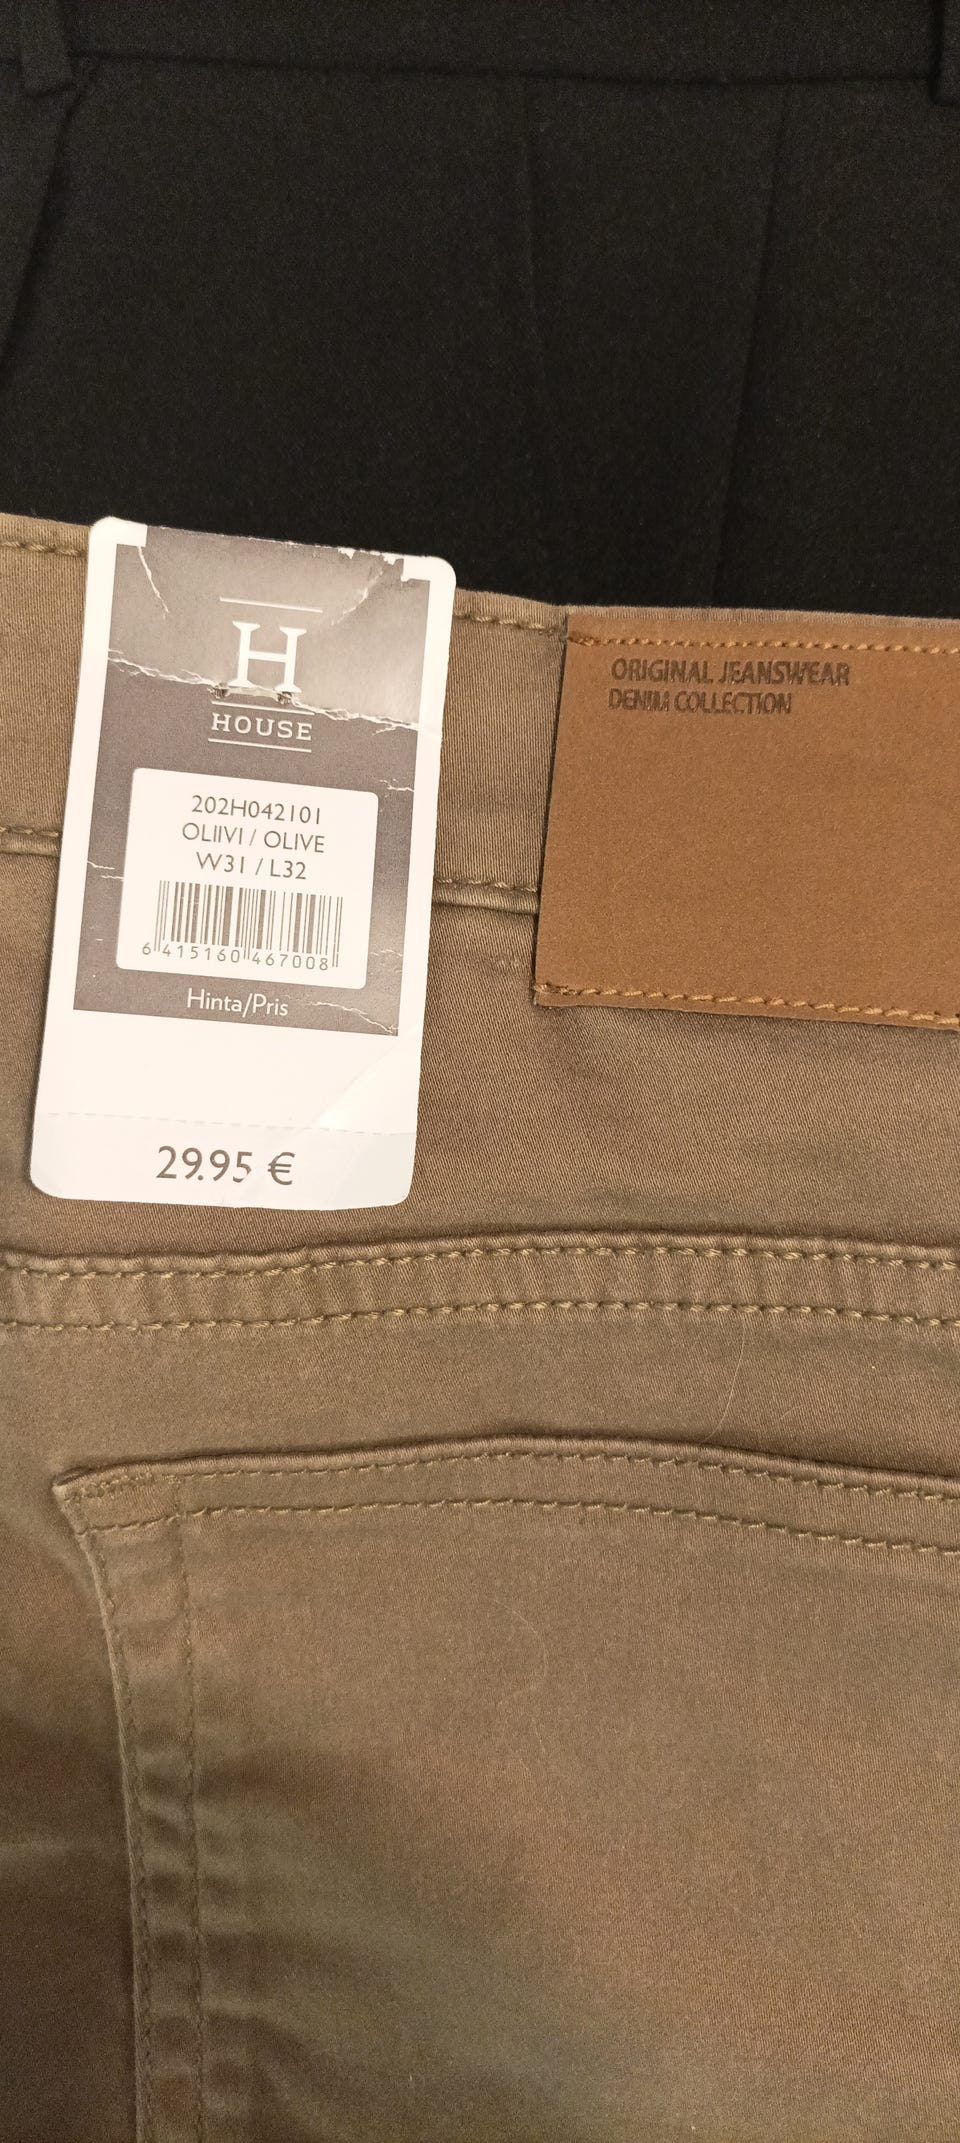 H
HOUSE
202H042101
OLIIVI / OLIVE
W31 / L32
6 415160 467008
Hinta/Pris
29.95 €
ORIGINAL JEANSWEAR
DENIM COLLECTION